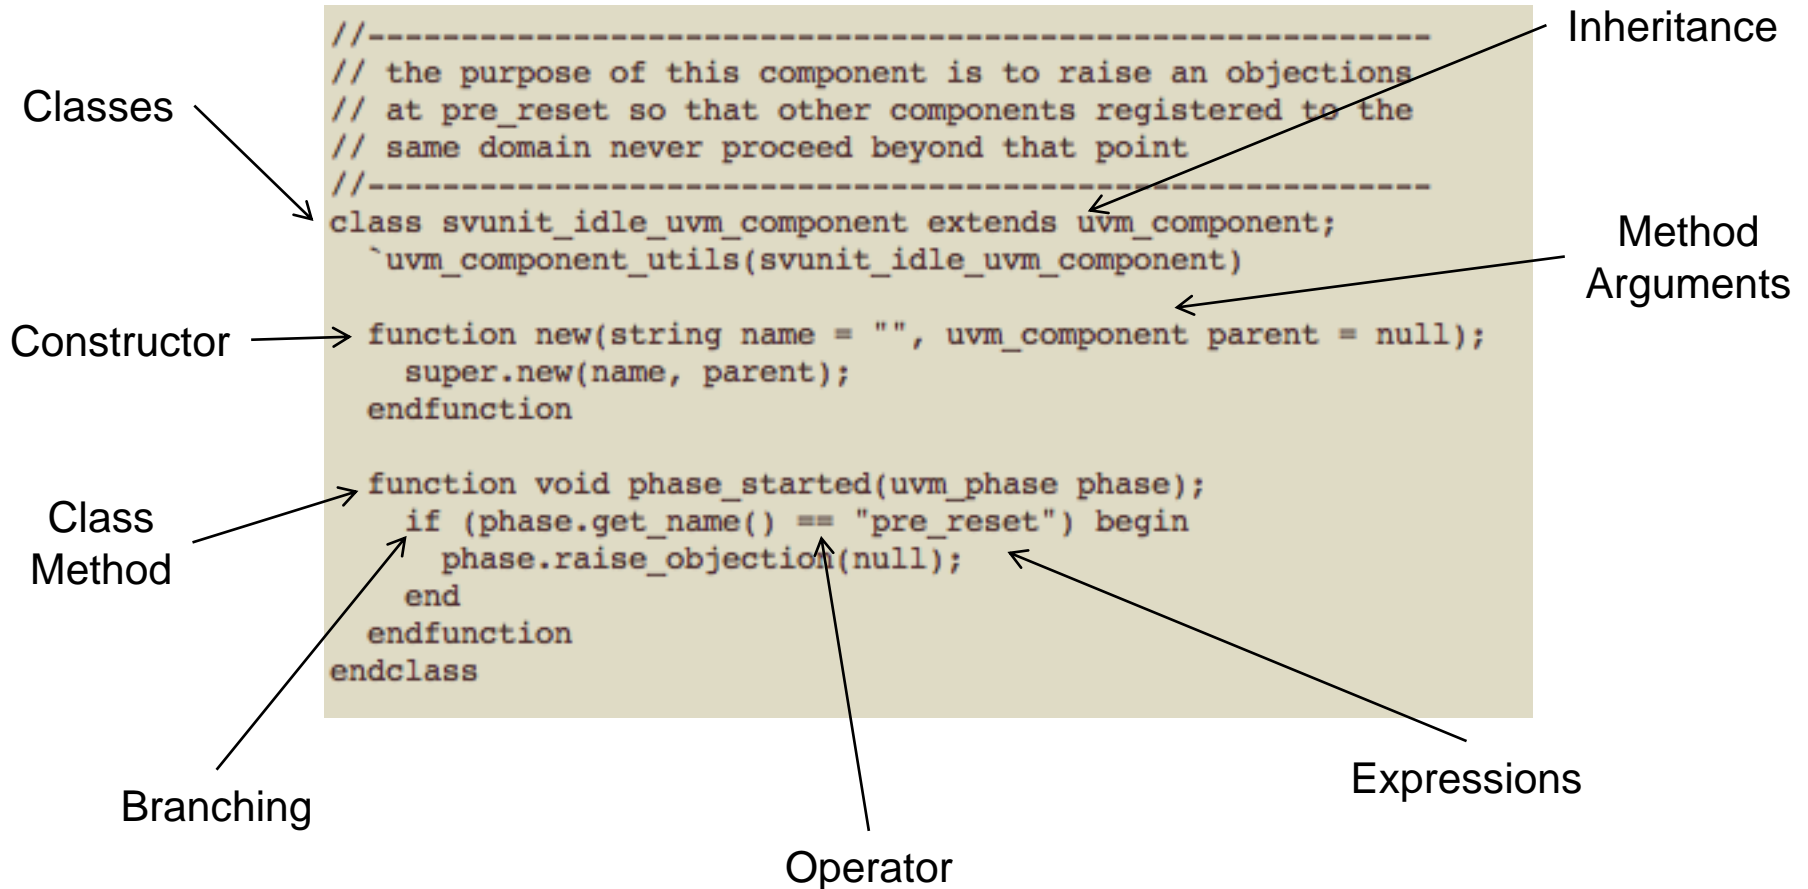 //---------------------------------------------------------
// the purpose of this component is to raise an objections
// at pre_reset so that other components registered to the
// same domain never proceed beyond that point
//---------------------------------------------------------
class svunit_idle_uvm_component extends uvm_component;
  `uvm_component_utils(svunit_idle_uvm_component)
  function new(string name = "", uvm_component parent = null);
    super.new(name, parent);
  endfunction
  function void phase_started(uvm_phase phase);
    if (phase.get_name() == "pre_reset") begin
      phase.raise_objection(null);
    end
  endfunction
endclass
Classes
Constructor
Class
Method
Branching
Operator
Expressions
Method
Arguments
Inheritance